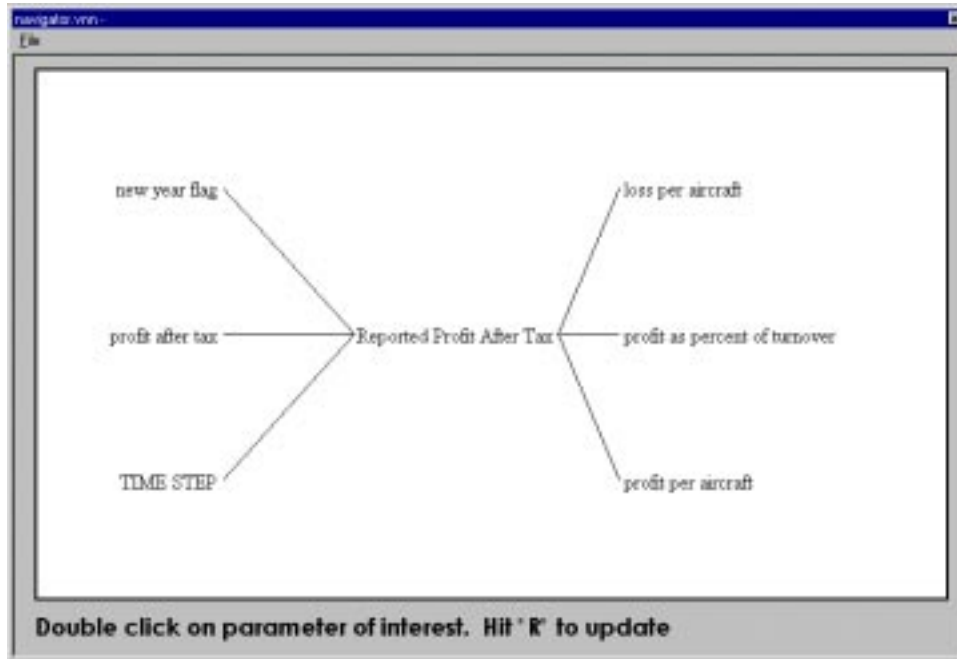 navigator.vnn -
File
new year flag
loss per aircraft
profit after tax
Reported Profit After Tax
profit as percent of turnover
TIME STEP
profit per aircraft
Double click on parameter of interest. Hit "R" to update